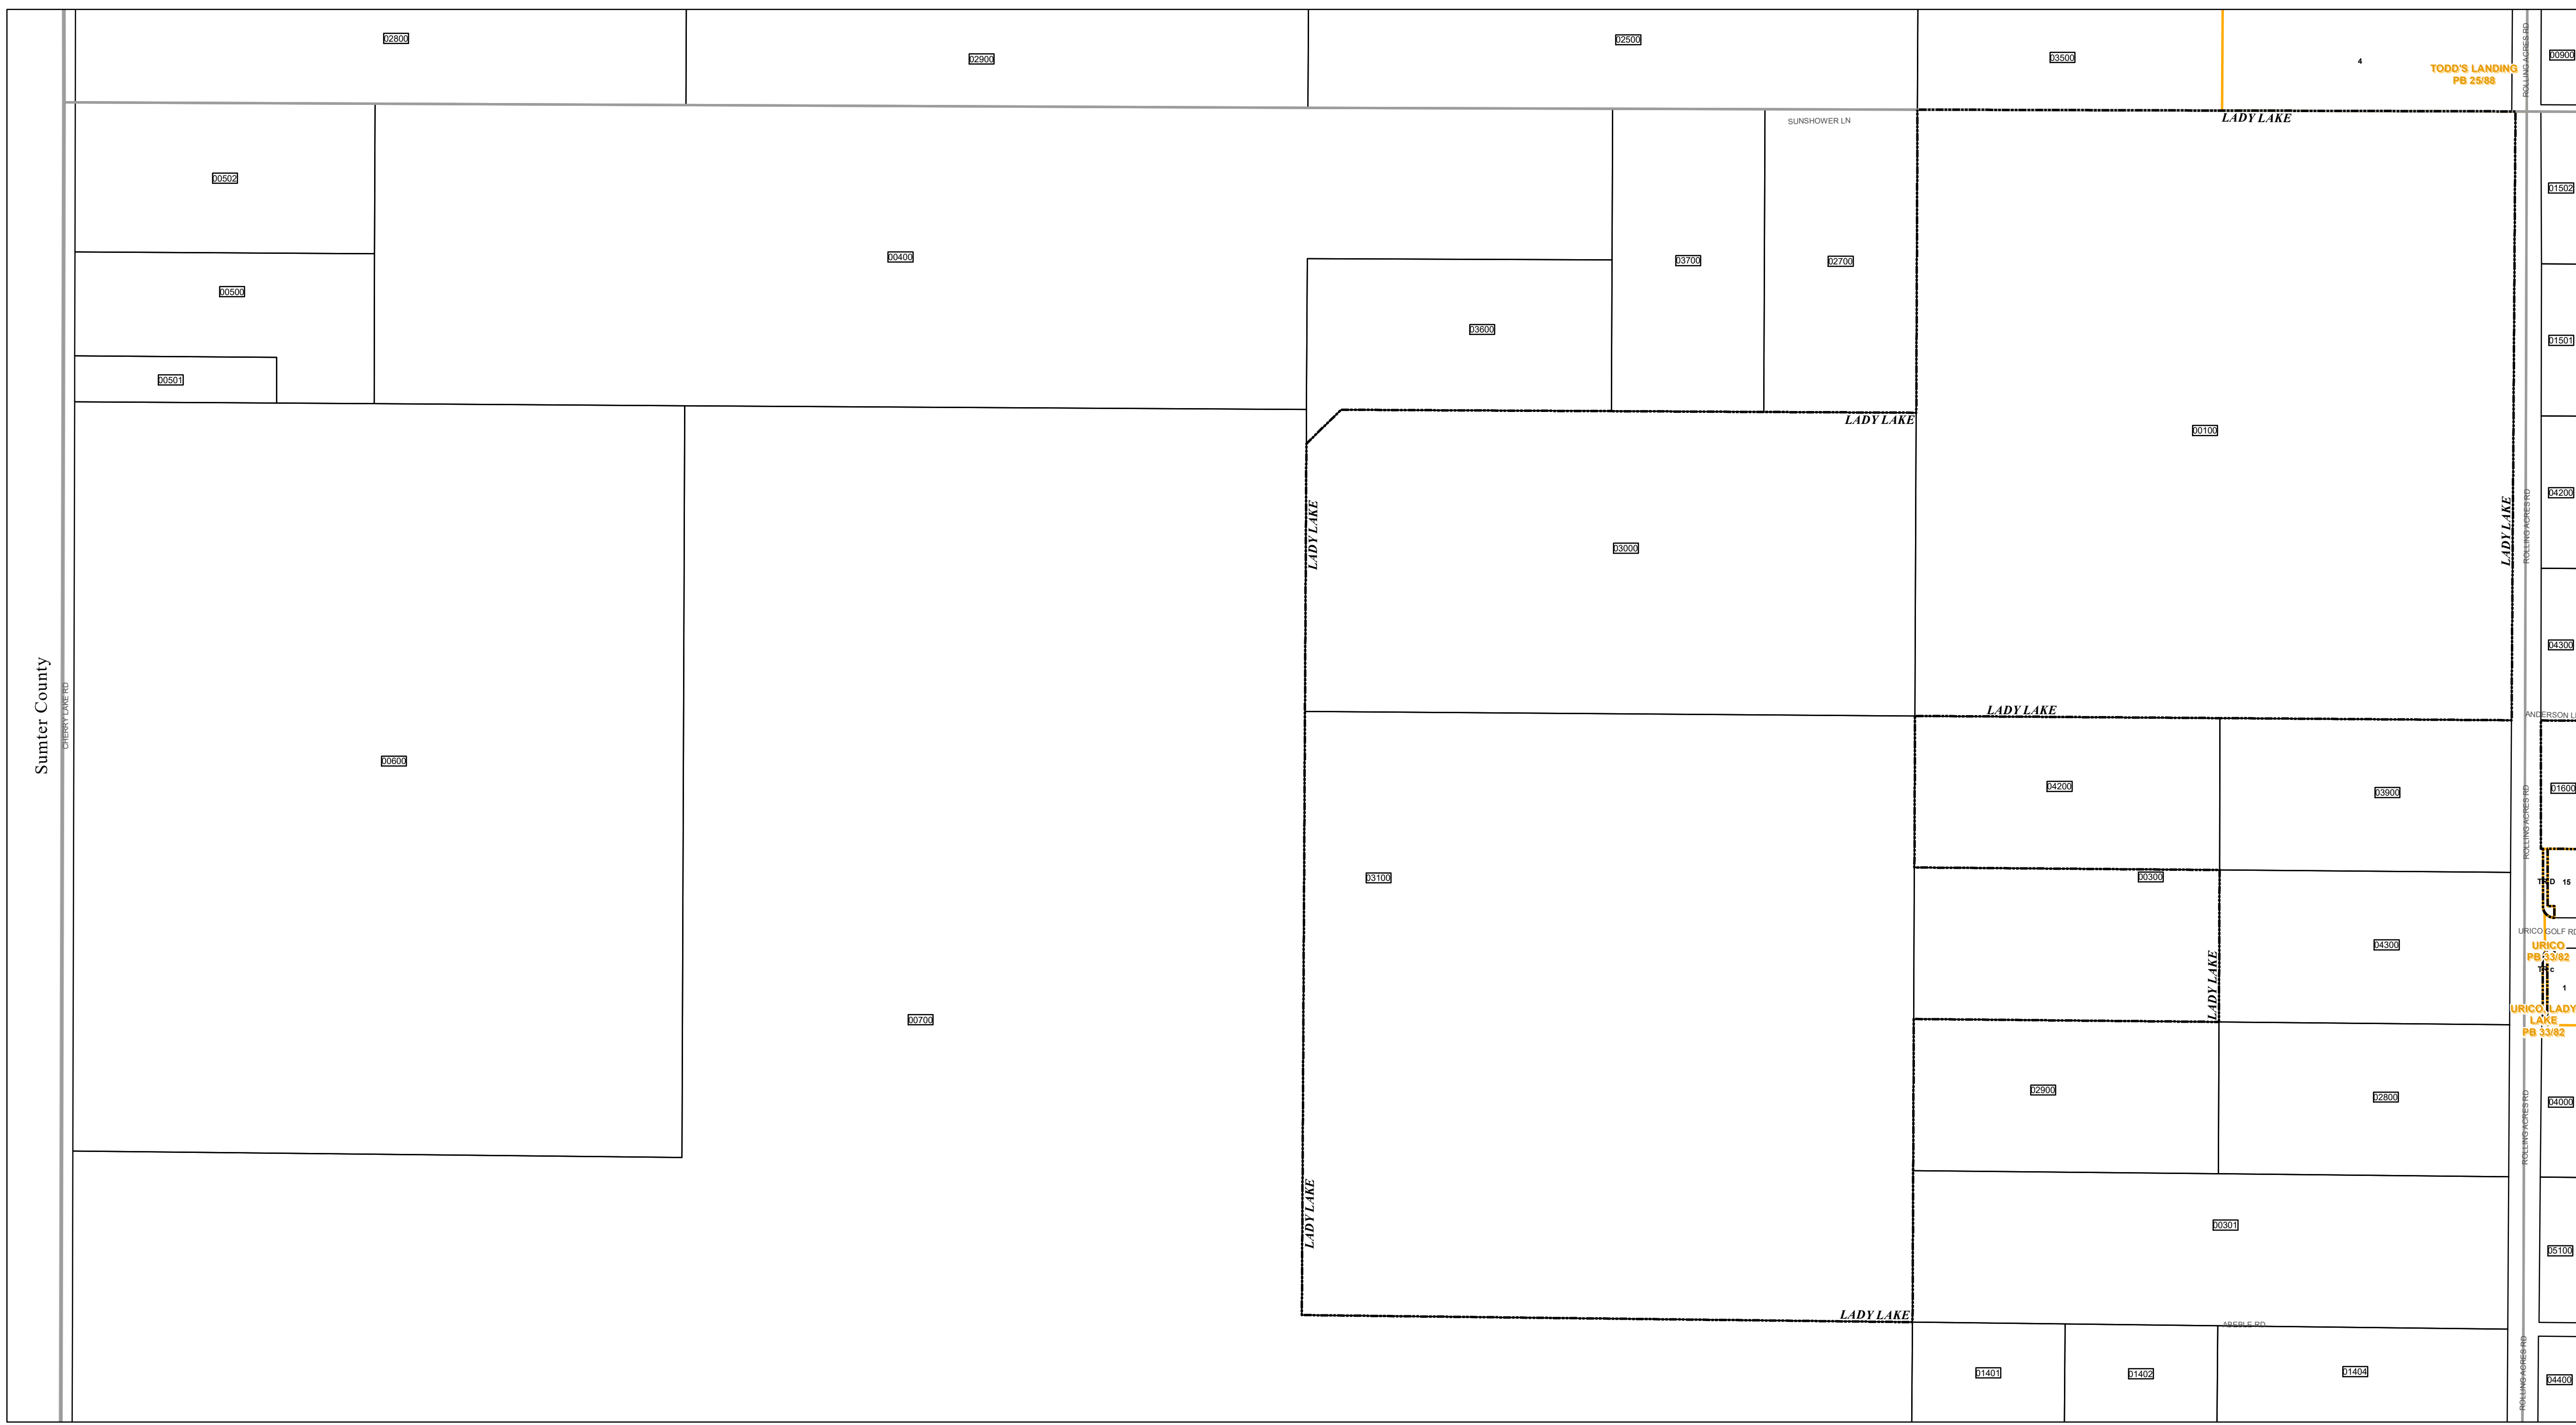 02800
02900
02500
03500
4
TODD'S LANDING
PB 25/88
ROLLING ACRES RD
00900
SUNSHOWER LN
LADY LAKE
00502
01502
00400
03700
02700
00500
03600
01501
00501
LADY LAKE
00100
04200
LADY LAKE
03000
LADY LAKE
ROLLING ACRES RD
04300
Sumter County
CHERRY LAKE RD
LADY LAKE
00600
04200
03900
ROLLING ACRES RD
01600
03100
00300
15
URICO GOLF RD
04300
URICO
PB 33/82
LADY LAKE
1
URICO, LADY
LAKE
PB 33/82
00700
02900
02800
ROLLING ACRES RD
04000
LADY LAKE
00301
05100
LADY LAKE
01401
01402
01404
ROLLING ACRES RD
04400